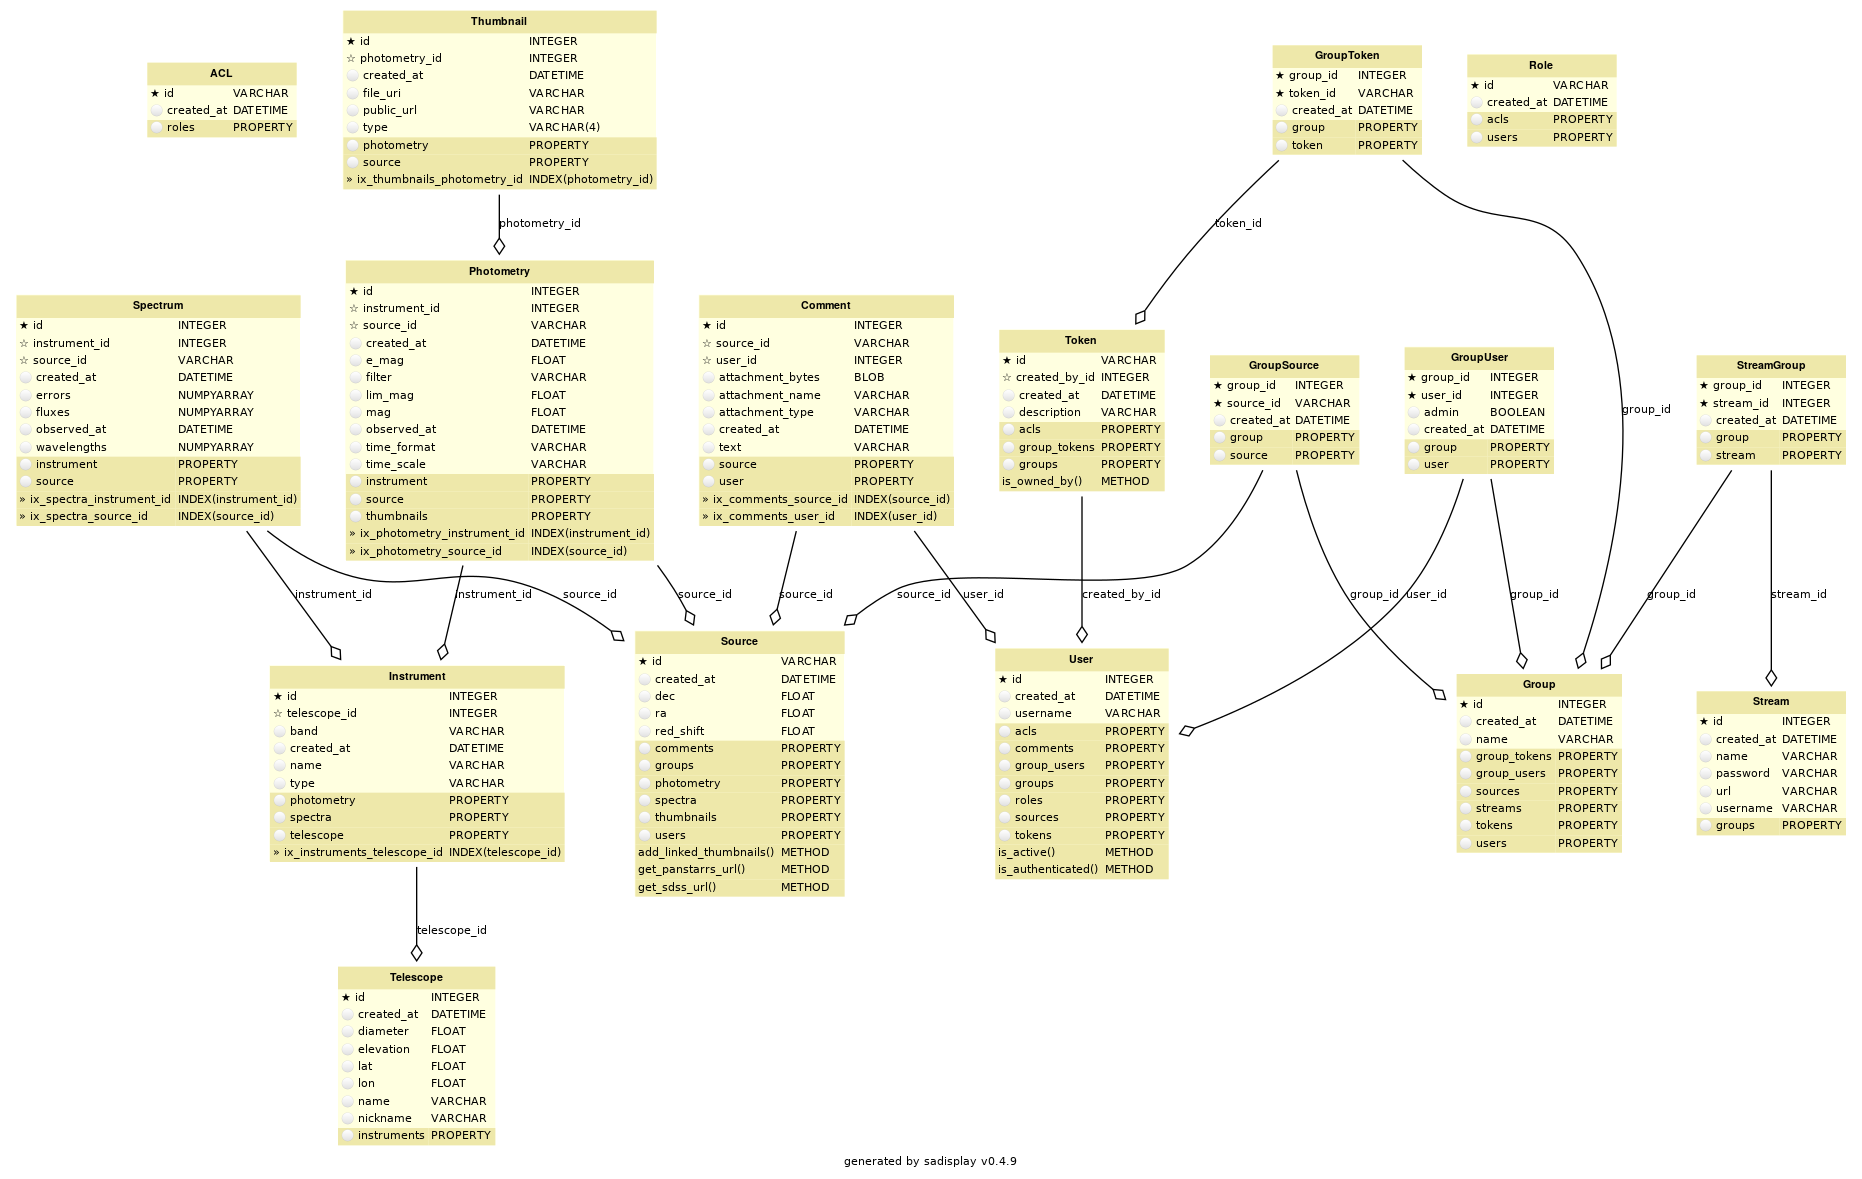 Thumbnail
★ id INTEGER
☆ photometry_id INTEGER
created_at DATETIME
file_uri VARCHAR
public_url VARCHAR
type VARCHAR(4)
photometry PROPERTY
source PROPERTY
» ix_thumbnails_photometry_id INDEX(photometry_id)
ACL
★ id VARCHAR
created_at DATETIME
roles PROPERTY
GroupToken
★ group_id INTEGER
★ token_id VARCHAR
created_at DATETIME
group PROPERTY
token PROPERTY
Role
★ id VARCHAR
created_at DATETIME
acls PROPERTY
users PROPERTY
photometry_id
token_id
Spectrum
★ id INTEGER
☆ instrument_id INTEGER
☆ source_id VARCHAR
created_at DATETIME
errors NUMPYARRAY
fluxes NUMPYARRAY
observed_at DATETIME
wavelengths NUMPYARRAY
instrument PROPERTY
source PROPERTY
» ix_spectra_instrument_id INDEX(instrument_id)
» ix_spectra_source_id INDEX(source_id)
Photometry
★ id INTEGER
☆ instrument_id INTEGER
☆ source_id VARCHAR
created_at DATETIME
e_mag FLOAT
filter VARCHAR
lim_mag FLOAT
mag FLOAT
observed_at DATETIME
time_format VARCHAR
time_scale VARCHAR
instrument PROPERTY
source PROPERTY
thumbnails PROPERTY
» ix_photometry_instrument_id INDEX(instrument_id)
» ix_photometry_source_id INDEX(source_id)
Comment
★ id INTEGER
☆ source_id VARCHAR
☆ user_id INTEGER
attachment_bytes BLOB
attachment_name VARCHAR
attachment_type VARCHAR
created_at DATETIME
text VARCHAR
source PROPERTY
user PROPERTY
» ix_comments_source_id INDEX(source_id)
» ix_comments_user_id INDEX(user_id)
Token
★ id VARCHAR
☆ created_by_id INTEGER
created_at DATETIME
description VARCHAR
acls PROPERTY
group_tokens PROPERTY
groups PROPERTY
is_owned_by() METHOD
GroupSource
★ group_id INTEGER
★ source_id VARCHAR
created_at DATETIME
group PROPERTY
source PROPERTY
GroupUser
★ group_id INTEGER
★ user_id INTEGER
admin BOOLEAN
created_at DATETIME
group PROPERTY
user PROPERTY
group_id
StreamGroup
★ group_id INTEGER
★ stream_id INTEGER
created_at DATETIME
group PROPERTY
stream PROPERTY
instrument_id
instrument_id
source_id
source_id
source_id
source_id
user_id
created_by_id
group_id
user_id
group_id
group_id
stream_id
Instrument
★ id INTEGER
☆ telescope_id INTEGER
band VARCHAR
created_at DATETIME
name VARCHAR
type VARCHAR
photometry PROPERTY
spectra PROPERTY
telescope PROPERTY
» ix_instruments_telescope_id INDEX(telescope_id)
Source
★ id VARCHAR
created_at DATETIME
dec FLOAT
ra FLOAT
red_shift FLOAT
comments PROPERTY
groups PROPERTY
photometry PROPERTY
spectra PROPERTY
thumbnails PROPERTY
users PROPERTY
add_linked_thumbnails() METHOD
get_panstarrs_url() METHOD
get_sdss_url() METHOD
User
★ id INTEGER
created_at DATETIME
username VARCHAR
acls PROPERTY
comments PROPERTY
group_users PROPERTY
groups PROPERTY
roles PROPERTY
sources PROPERTY
tokens PROPERTY
is_active() METHOD
is_authenticated() METHOD
Group
★ id INTEGER
created_at DATETIME
name VARCHAR
group_tokens PROPERTY
group_users PROPERTY
sources PROPERTY
streams PROPERTY
tokens PROPERTY
users PROPERTY
Stream
★ id INTEGER
created_at DATETIME
name VARCHAR
password VARCHAR
url VARCHAR
username VARCHAR
groups PROPERTY
telescope_id
Telescope
★ id INTEGER
created_at DATETIME
diameter FLOAT
elevation FLOAT
lat FLOAT
lon FLOAT
name VARCHAR
nickname VARCHAR
instruments PROPERTY
generated by sadisplay v0.4.9